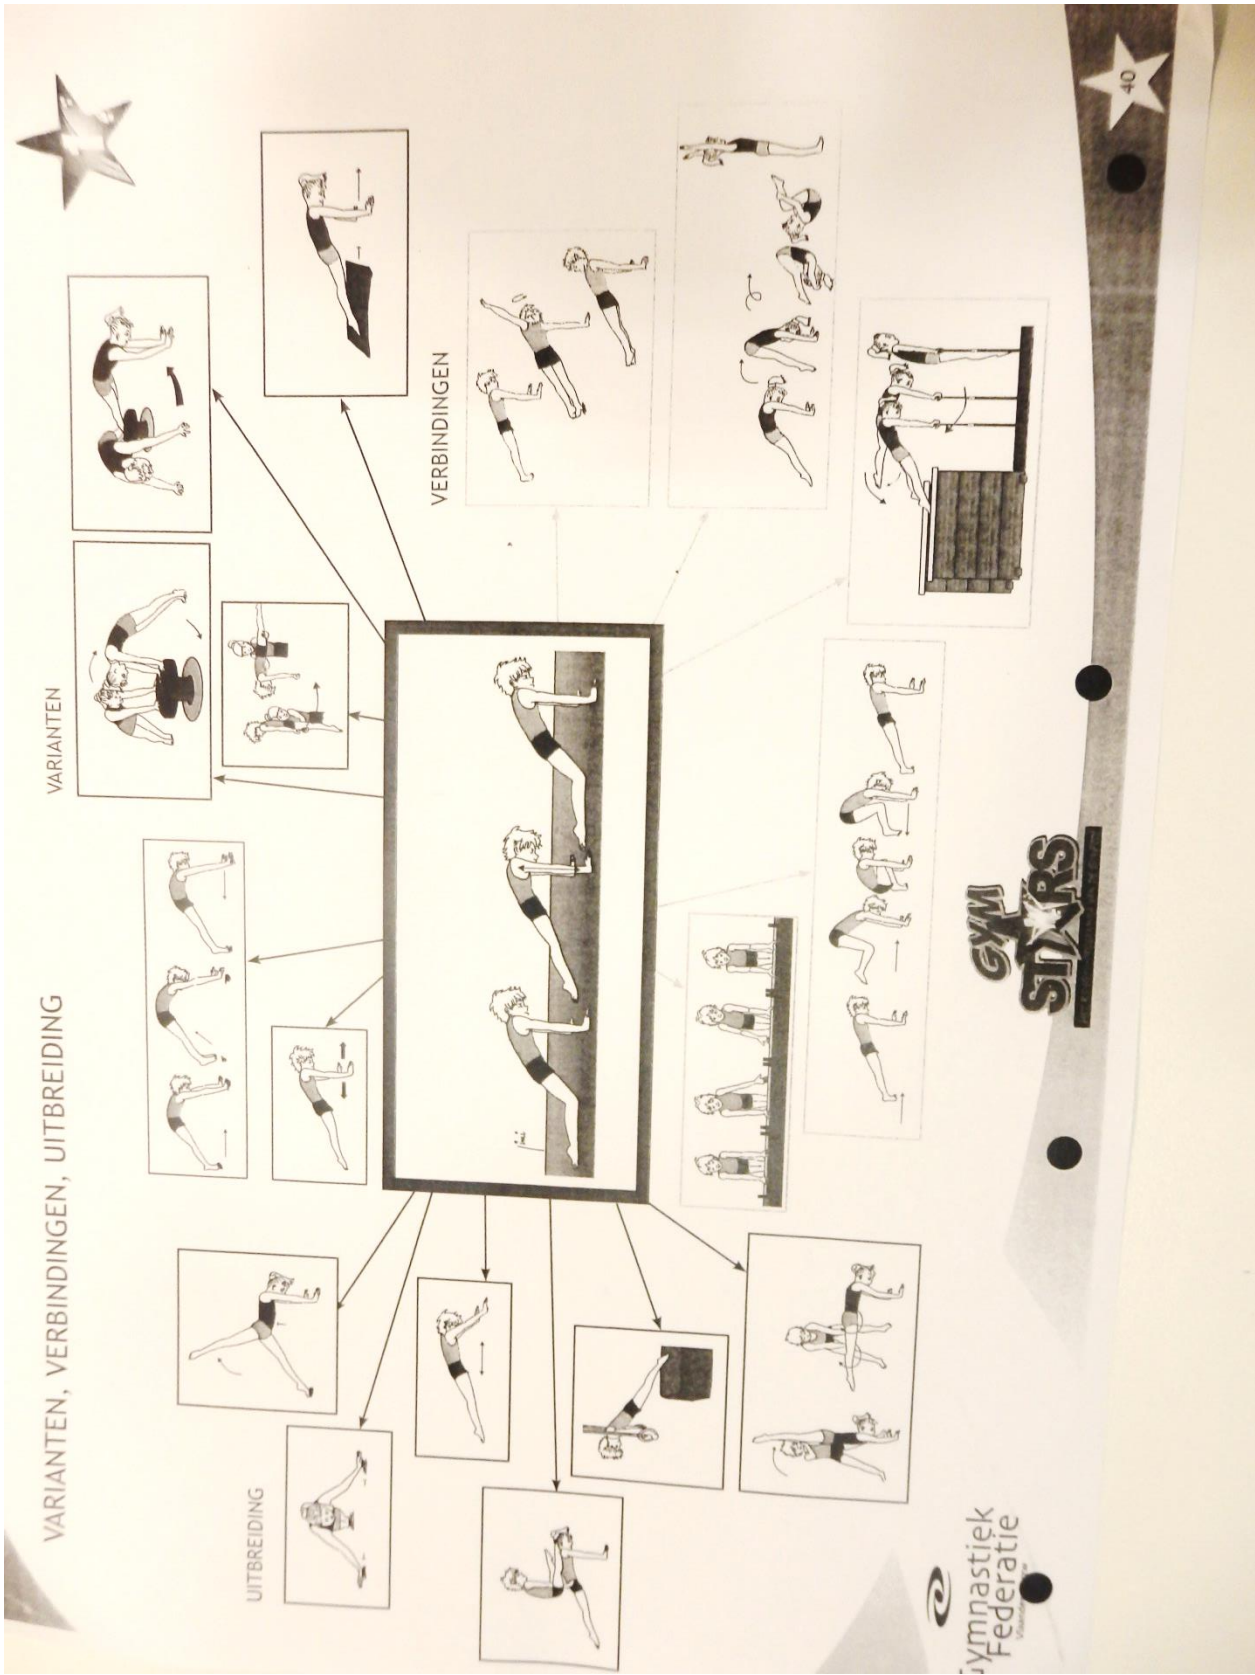 VARIANTEN, VERBINDINGEN, UITBREIDING
VARIANTEN
UITBREIDING
VERBINDINGEN
GYM
STARS
Gymnastiek
Federatie
40